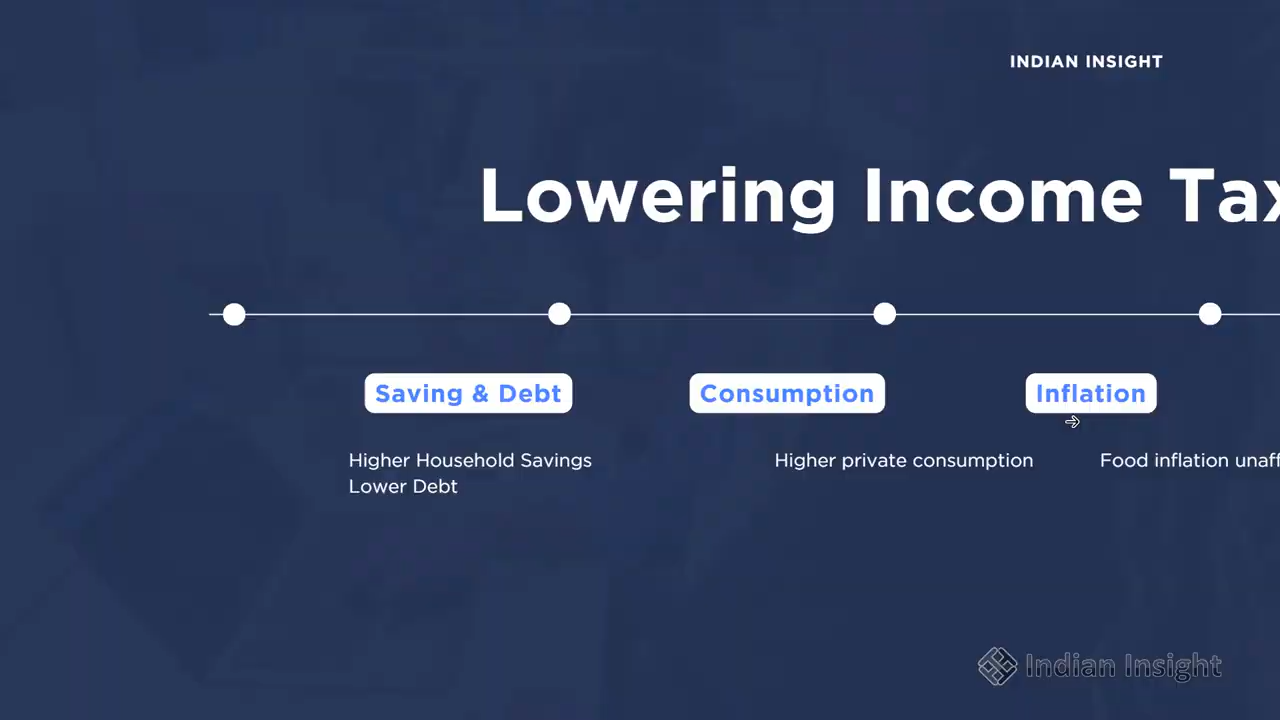 INDIAN INSIGHT
Lowering Income Tax
Saving & Debt
Consumption
Inflation
Higher Household Savings
Lower Debt
Higher private consumption
Food inflation
Indian Insight